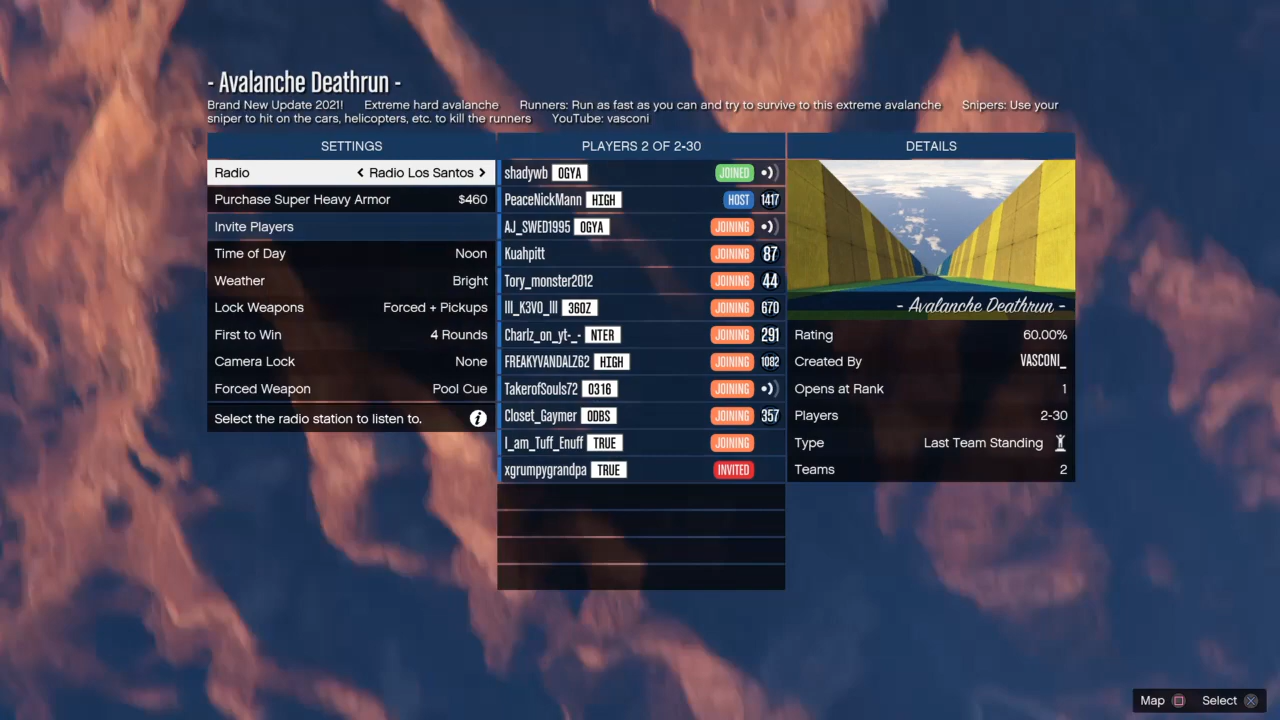 - Avalanche Deathrun -
Brand New Update 2021! Extreme hard avalanche Runners: Run as fast as you can and try to survive to this extreme avalanche Snipers: Use your
sniper to hit on the cars, helicopters, etc. to kill the runners YouTube: vasconi
SETTINGS
Radio Radio Los Santos
Purchase Super Heavy Armor $460
Invite Players
Time of Day Noon
Weather Bright
Lock Weapons Forced + Pickups
First to Win 4 Rounds
Camera Lock None
Forced Weapon Pool Cue
Select the radio station to listen to. i
PLAYERS 2 OF 2-30
shadywb OGYA JOINED
PeaceNickMann HIGH HOST 1417
AJ_SWED1995 OGYA JOINING
Kuahpitt JOINING 87
Tory_monster2012 JOINING 44
lll_K3VO_lll 360Z JOINING 670
Charlz_on_yt-_- NTER JOINING 291
FREAKYVANDALZ62 HIGH JOINING 1082
TakerofSouls72 0316 JOINING
Closet_Gaymer ODBS JOINING 357
I_am_Tuff_Enuff TRUE JOINING
xgrumpygrandpa TRUE INVITED
DETAILS
- Avalanche Deathrun -
Rating 60.00%
Created By VASCONI_
Opens at Rank 1
Players 2-30
Type Last Team Standing
Teams 2
Map Select